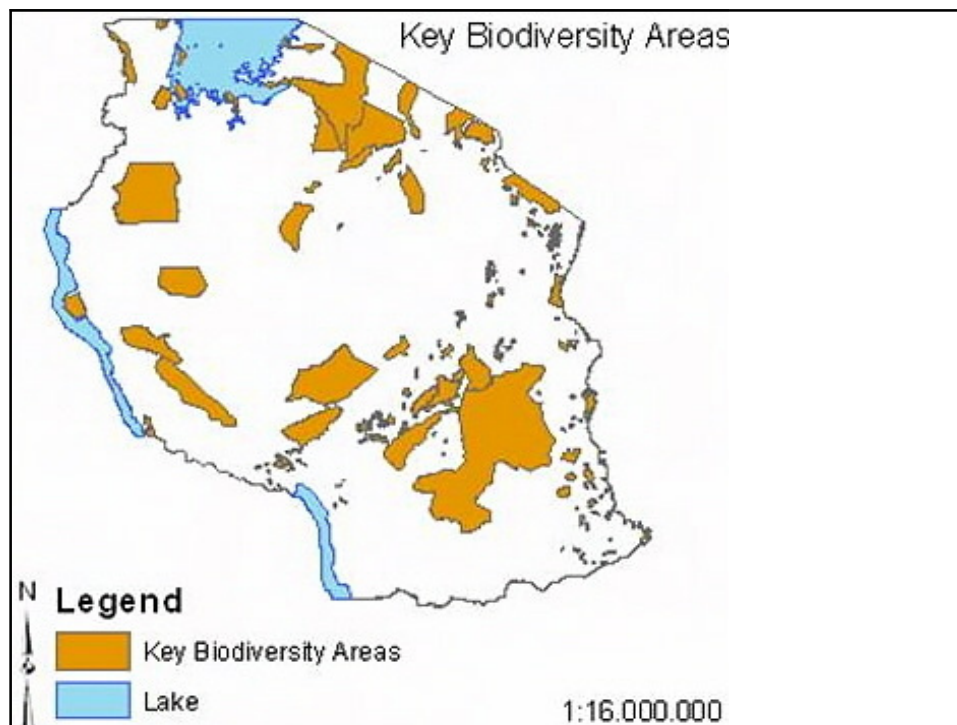 Key Biodiversity Areas
N
Legend
Key Biodiversity Areas
Lake
1:16.000.000